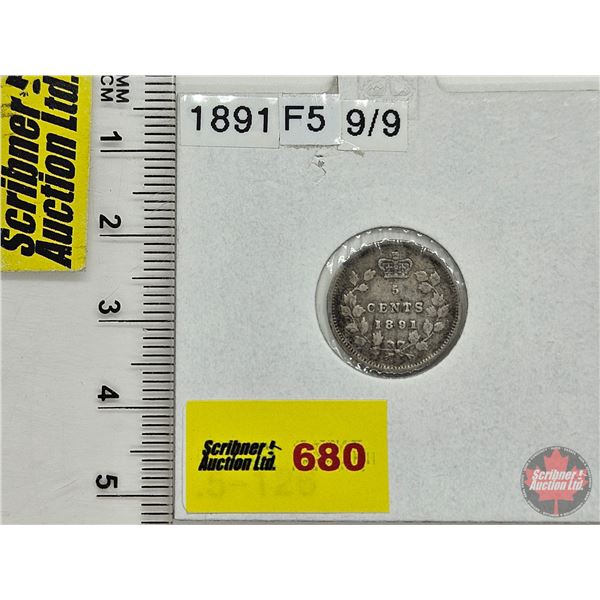 MM
CM
1
2
3
4
5
Scribner
Auction Ltd.
1891 F5 9/9
5
CENTS
1891
Scribner
Auction Ltd.
680
Scribner
Auction Ltd.